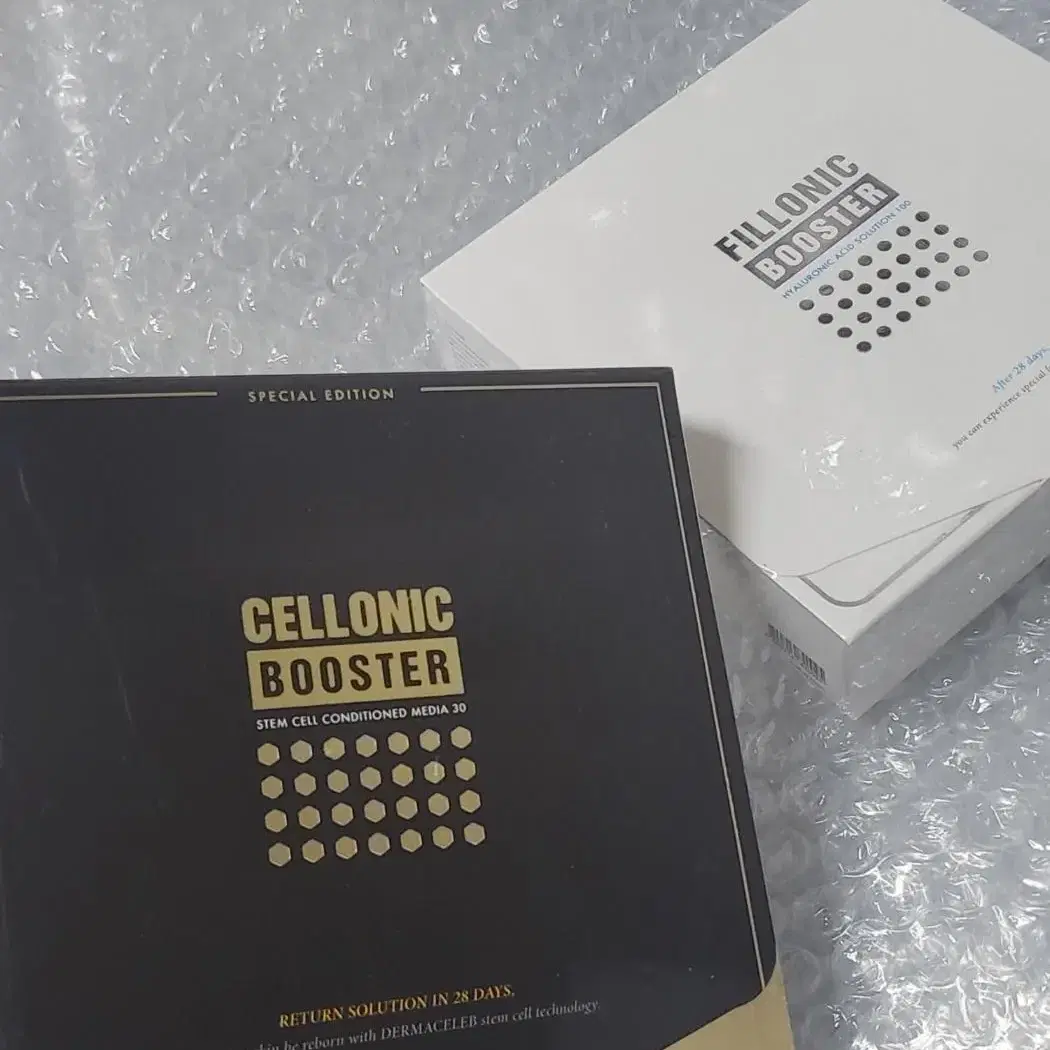 FILLONIC
BOOSTER
HYALURONIC ACID SOLUTION 100
After 28 days,
you can experience special
SPECIAL EDITION
CELLONIC
BOOSTER
STEM CELL CONDITIONED MEDIA 30
RETURN SOLUTION IN 28 DAYS,
be reborn with DERMACELEB stem cell technology.